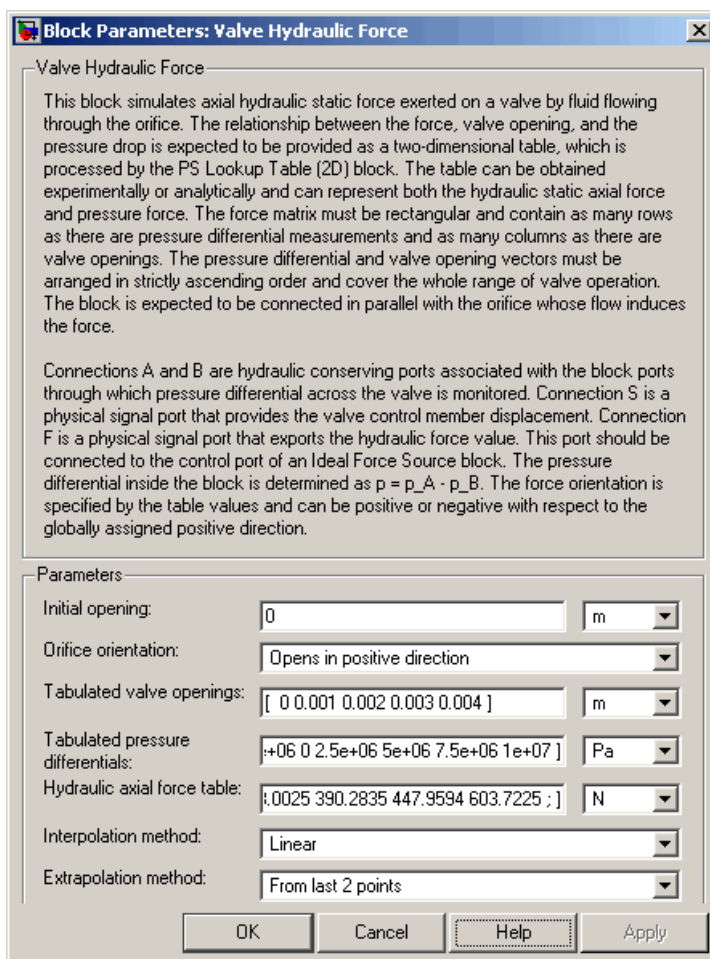 Block Parameters: Valve Hydraulic Force
Valve Hydraulic Force
This block simulates axial hydraulic static force exerted on a valve by fluid flowing
through the orifice. The relationship between the force, valve opening, and the
pressure drop is expected to be provided as a two-dimensional table, which is
processed by the PS Lookup Table (2D) block. The table can be obtained
experimentally or analytically and can represent both the hydraulic static axial force
and pressure force. The force matrix must be rectangular and contain as many rows
as there are pressure differential measurements and as many columns as there are
valve openings. The pressure differential and valve opening vectors must be
arranged in strictly ascending order and cover the whole range of valve operation.
The block is expected to be connected in parallel with the orifice whose flow induces
the force.
Connections A and B are hydraulic conserving ports associated with the block ports
through which pressure differential across the valve is monitored. Connection S is a
physical signal port that provides the valve control member displacement. Connection
F is a physical signal port that exports the hydraulic force value. This port should be
connected to the control port of an Ideal Force Source block. The pressure
differential inside the block is determined as p = p_A - p_B. The force orientation is
specified by the table values and can be positive or negative with respect to the
globally assigned positive direction.
Parameters
Initial opening: 0 m
Orifice orientation: Opens in positive direction
Tabulated valve openings: [ 0 0.001 0.002 0.003 0.004 ] m
Tabulated pressure
differentials: +06 0 2.5e+06 5e+06 7.5e+06 1e+07 ] Pa
Hydraulic axial force table: .0025 390.2835 447.9594 603.7225 ; ] N
Interpolation method: Linear
Extrapolation method: From last 2 points
OK Cancel Help Apply